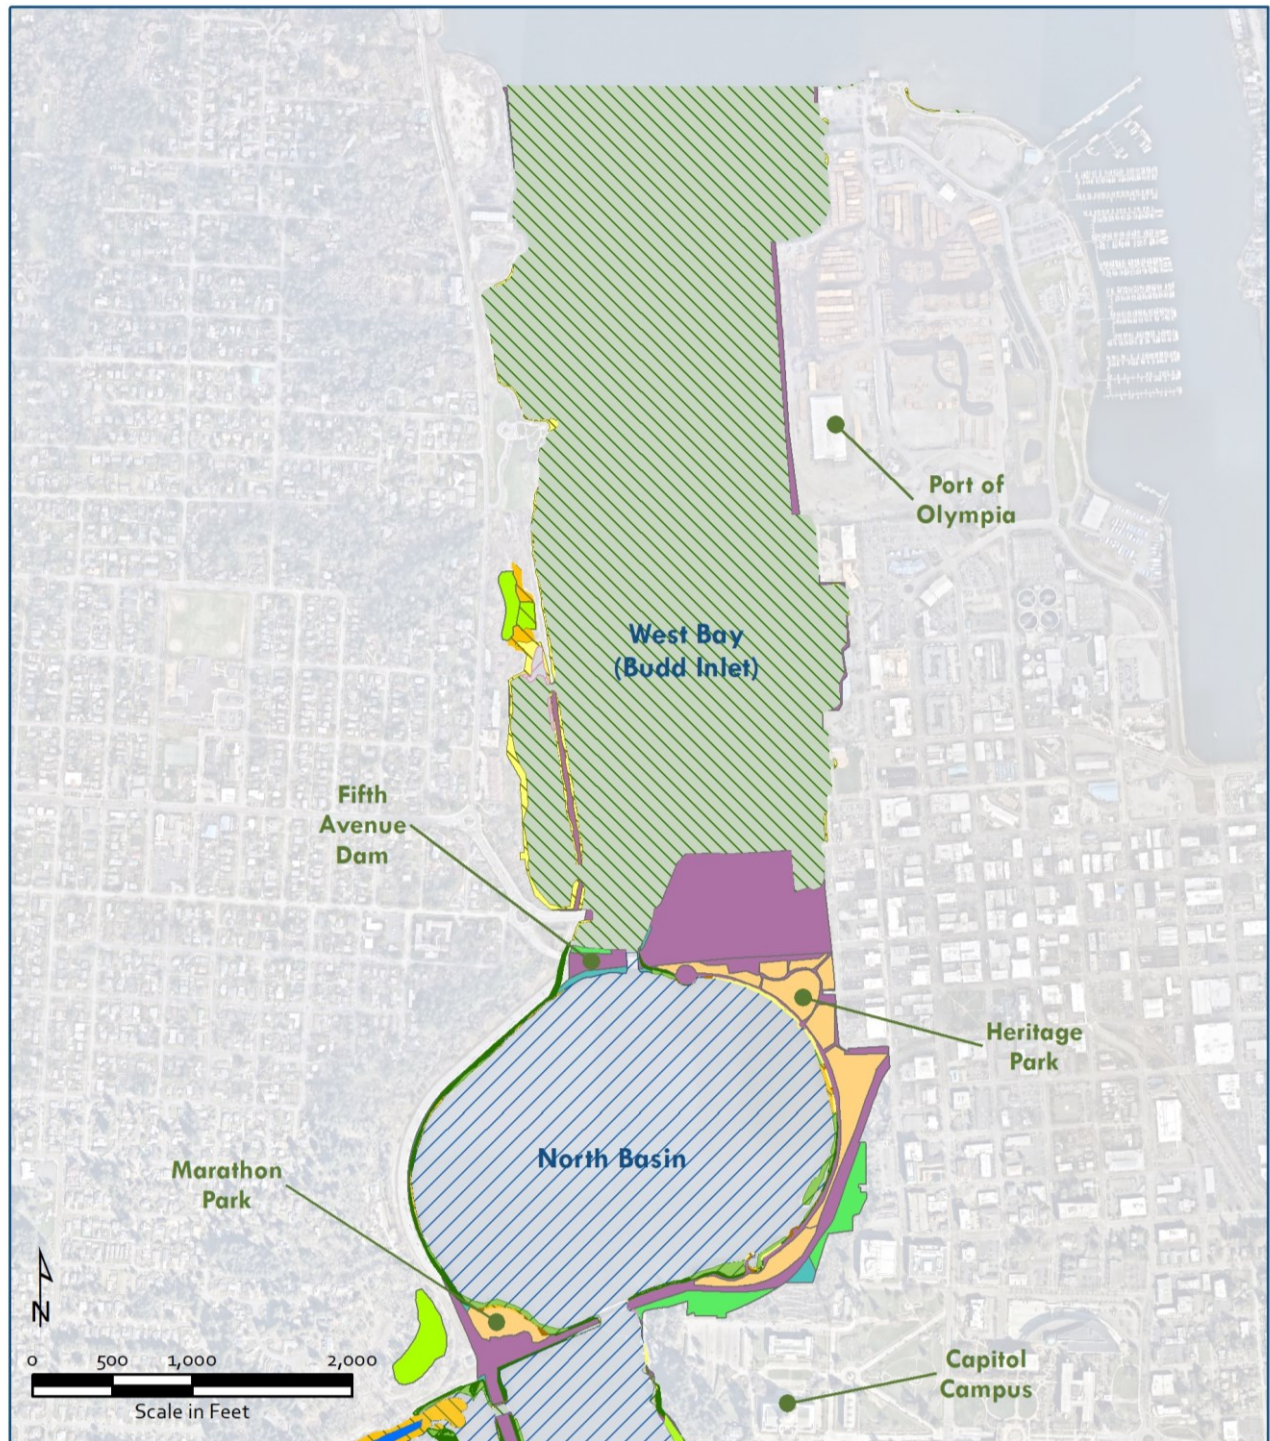 Port of
Olympia
West Bay
(Budd Inlet)
Fifth
Avenue
Dam
Heritage
Park
North Basin
Marathon
Park
N
0 500 1,000 2,000
Scale in Feet
Capitol
Campus